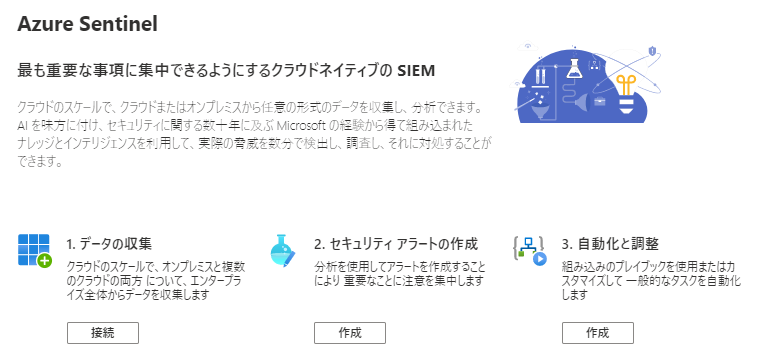 Azure Sentinel
最も重要な事項に集中できるようにするクラウドネイティブの SIEM
クラウドのスケールで、クラウドまたはオンプレミスから任意の形式のデータを収集し、分析できます。
AI を味方に付け、セキュリティに関する数十年に及ぶ Microsoft の経験から得て組み込まれた
ナレッジとインテリジェンスを利用して、実際の脅威を数分で検出し、調査し、それに対処することが
できます。
1. データの収集
クラウドのスケールで、オンプレミスと複数
のクラウドの両方 について、エンタープラ
イズ全体からデータを収集します
接続
2. セキュリティ アラートの作成
分析を使用してアラートを作成すること
により 重要なことに注意を集中します
作成
3. 自動化と調整
組み込みのプレイブックを使用またはカ
スタマイズして 一般的なタスクを自動化
します
作成